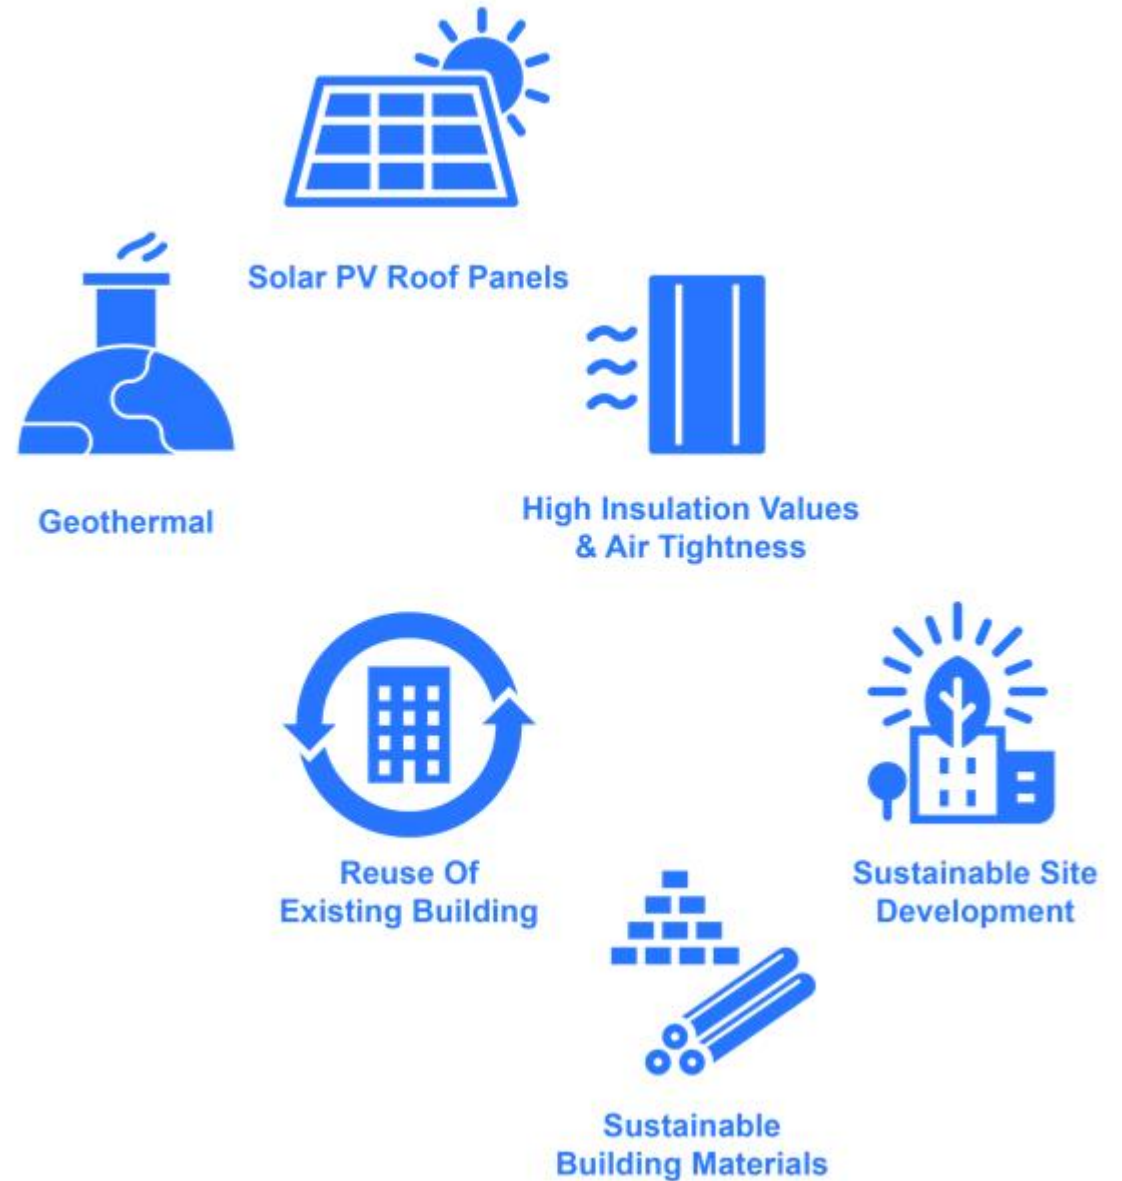 Solar PV Roof Panels
Geothermal
High Insulation Values
& Air Tightness
Reuse Of
Existing Building
Sustainable Site
Development
Sustainable
Building Materials